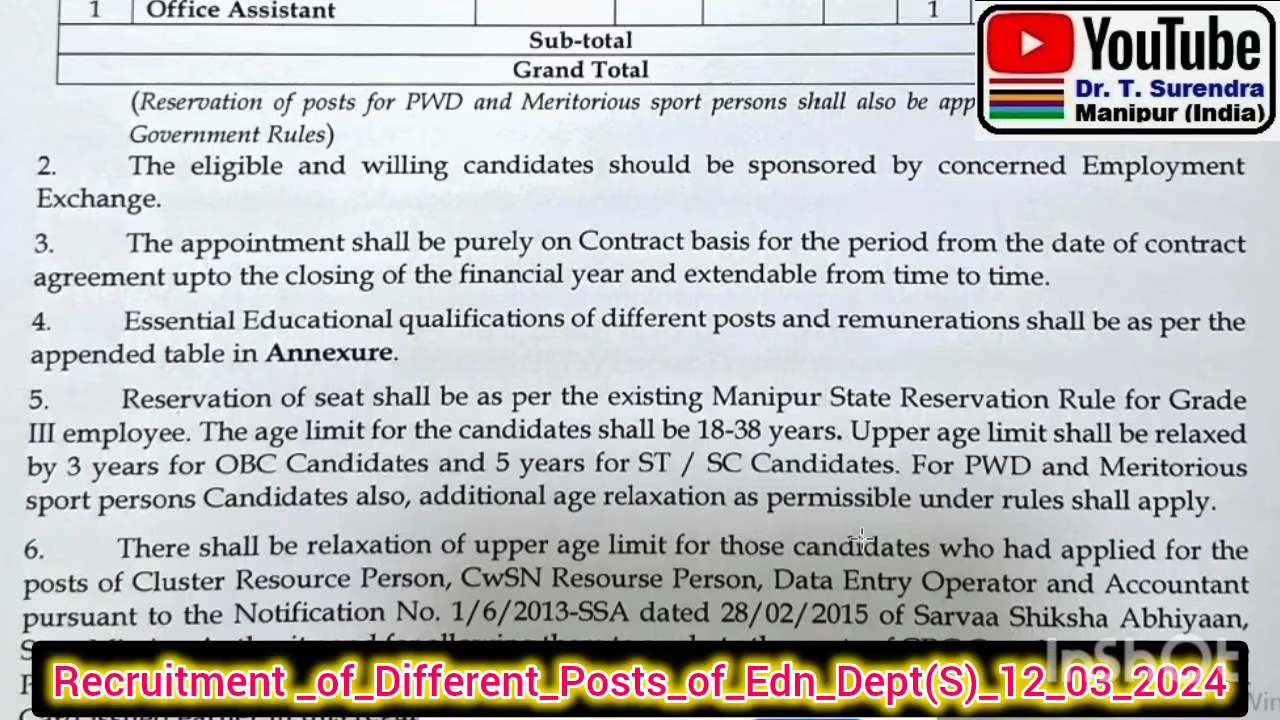 1 Office Assistant 1
Sub-total
Grand Total
(Reservation of posts for PWD and Meritorious sport persons shall also be app
Government Rules)
2. The eligible and willing candidates should be sponsored by concerned Employment
Exchange.
3. The appointment shall be purely on Contract basis for the period from the date of contract
agreement upto the closing of the financial year and extendable from time to time.
4. Essential Educational qualifications of different posts and remunerations shall be as per the
appended table in Annexure.
5. Reservation of seat shall be as per the existing Manipur State Reservation Rule for Grade
III employee. The age limit for the candidates shall be 18-38 years. Upper age limit shall be relaxed
by 3 years for OBC Candidates and 5 years for ST / SC Candidates. For PWD and Meritorious
sport persons Candidates also, additional age relaxation as permissible under rules shall apply.
6. There shall be relaxation of upper age limit for those candidates who had applied for the
posts of Cluster Resource Person, CwSN Resourse Person, Data Entry Operator and Accountant
pursuant to the Notification No. 1/6/2013-SSA dated 28/02/2015 of Sarvaa Shiksha Abhiyaan,
YouTube
Dr. T. Surendra
Manipur (India)
InShOt
Recruitment _of_Different_Posts_of_Edn_Dept(S)_12_03_2024